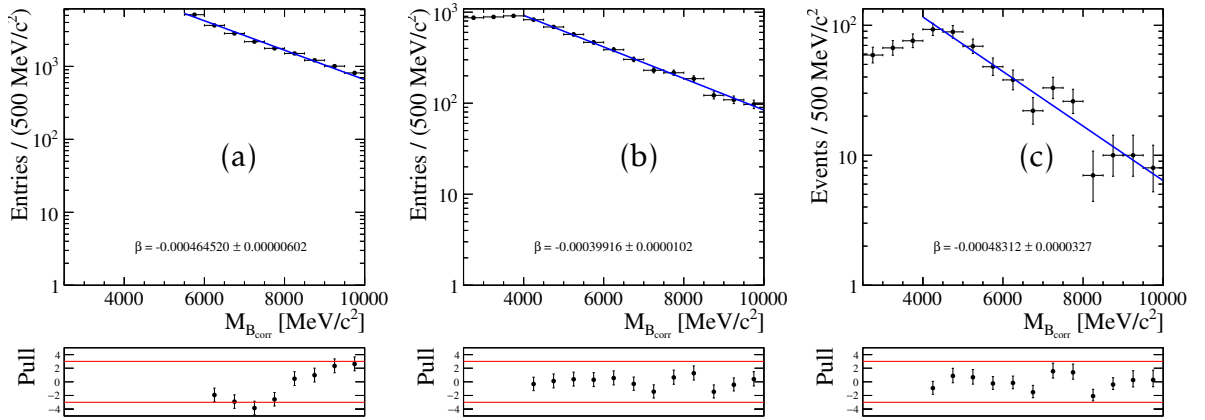 Entries / (500 MeV/c²)
10³
10²
10
1
(a)
β = -0.000464520 ± 0.00000602
4000 6000 8000 10000
M_Bcorr [MeV/c²]
Pull
4
2
0
−2
−4
Entries / (500 MeV/c²)
10³
10²
10
1
(b)
β = -0.00039916 ± 0.0000102
4000 6000 8000 10000
M_Bcorr [MeV/c²]
Pull
4
2
0
−2
−4
Events / 500 MeV/c²
10²
10
1
(c)
β = -0.00048312 ± 0.0000327
4000 6000 8000 10000
M_Bcorr [MeV/c²]
Pull
4
2
0
−2
−4